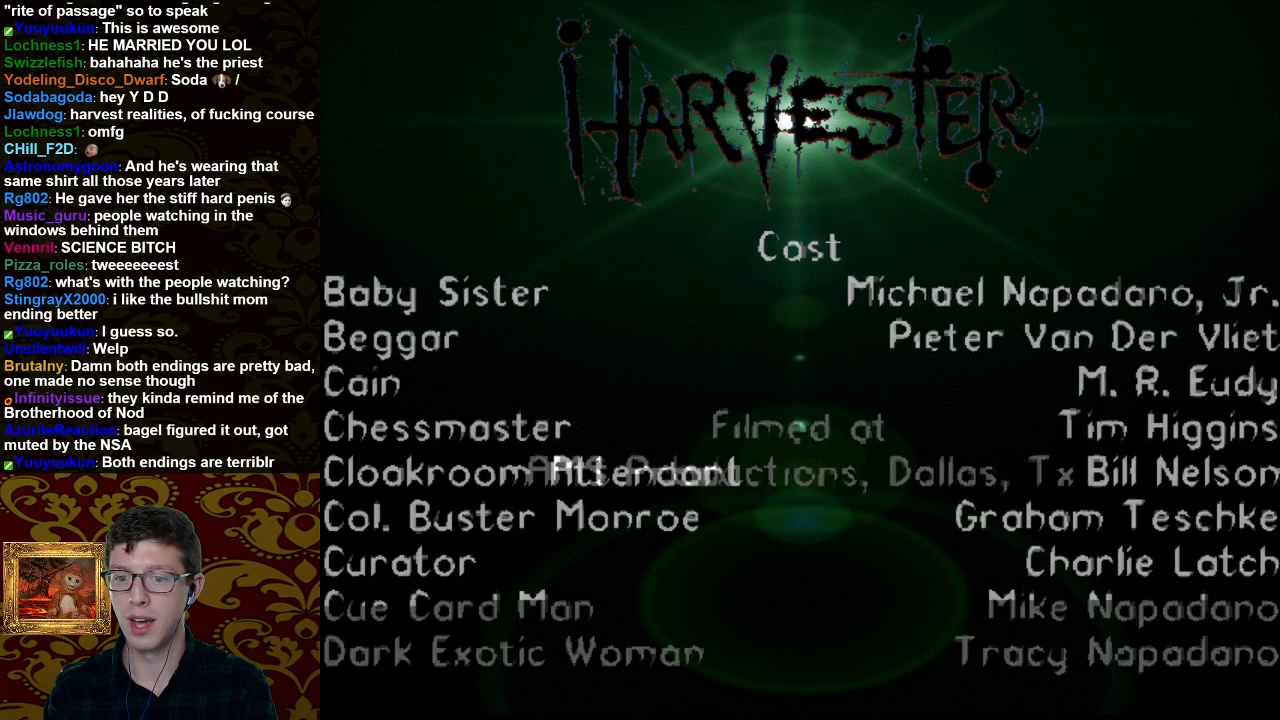 "rite of passage" so to speak
Yuuyuukun: This is awesome
Lochness1: HE MARRIED YOU LOL
Swizzlefish: bahahaha he's the priest
Yodeling_Disco_Dwarf: Soda /
Sodabagoda: hey Y D D
Jlawdog: harvest realities, of fucking course
Lochness1: omfg
CHill_F2D:
Astronomygoon: And he's wearing that
same shirt all those years later
Rg802: He gave her the stiff hard penis
Music_guru: people watching in the
windows behind them
Vennril: SCIENCE BITCH
Pizza_roles: tweeeeeeest
Rg802: what's with the people watching?
StingrayX2000: i like the bullshit mom
ending better
Yuuyuukun: I guess so.
Unsilentwill: Welp
Brutalny: Damn both endings are pretty bad,
one made no sense though
Infinityissue: they kinda remind me of the
Brotherhood of Nod
AzuriteReaction: bagel figured it out, got
muted by the NSA
Yuuyuukun: Both endings are terriblr
HARVESTER
Cast
Baby Sister Michael Napadano, Jr.
Beggar Pieter Van Der Vliet
Cain M. R. Eudy
Chessmaster Filmed at Tim Higgins
Cloakroom Attendant Dallas, Tx Bill Nelson
Col. Buster Monroe Graham Teschke
Curator Charlie Latch
Cue Card Man Mike Napadano
Dark Exotic Woman Tracy Napadano